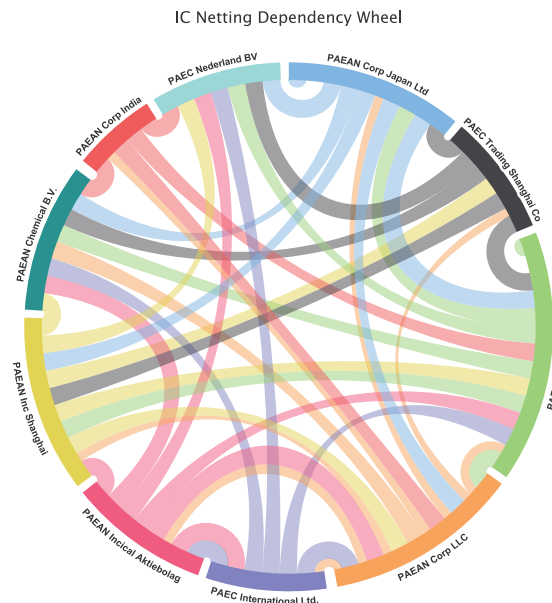 IC Netting Dependency Wheel
PAEC Nederland BV
PAEAN Corp Japan Ltd
PAEC Trading Shanghai Co
PAEAN Corp LLC
PAEC International Ltd.
PAEAN Incical Aktiebolag
PAEAN Inc Shanghai
PAEAN Chemical B.V.
PAEAN Corp India